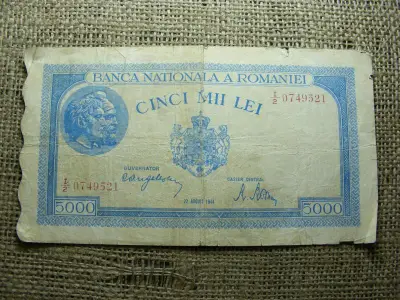 BANCA NATIONALA A ROMANIEI
CINCI MII LEI
I/2 0749521
GUVERNATOR
CASIER CENTRAL
I/2 0749521
5000
5000